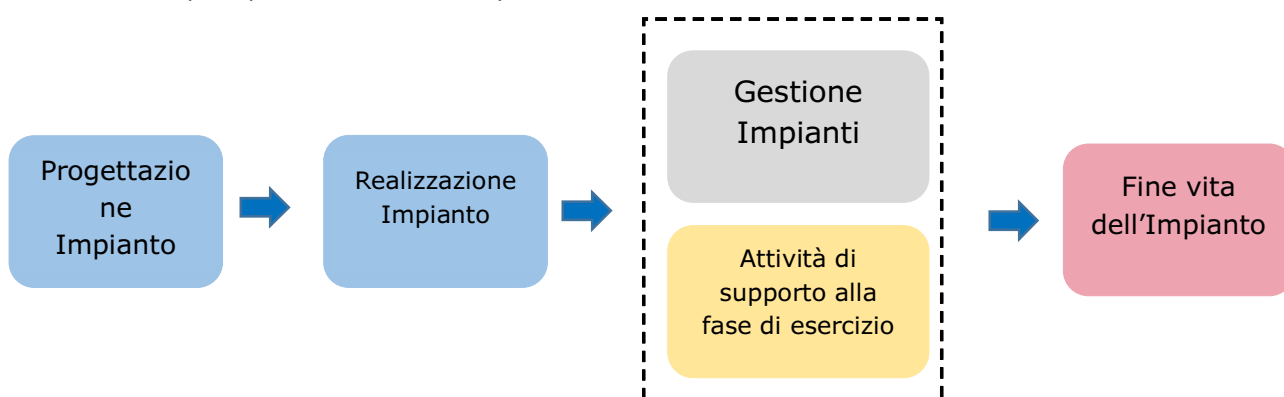 Progettazio
ne
Impianto
Realizzazione
Impianto
Gestione
Impianti
Attività di
supporto alla
fase di esercizio
Fine vita
dell’Impianto